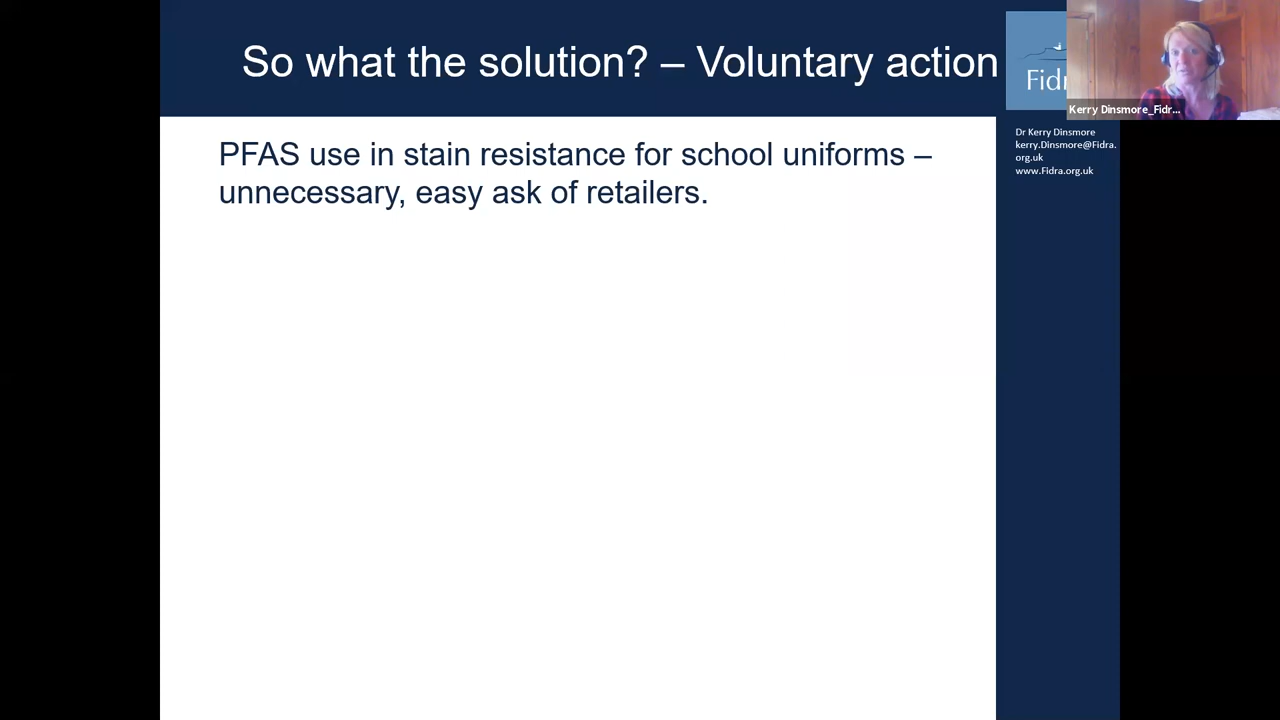 So what the solution? – Voluntary action
Fid
Kerry Dinsmore_Fidr...
Dr Kerry Dinsmore
kerry.Dinsmore@Fidra.
org.uk
www.Fidra.org.uk
PFAS use in stain resistance for school uniforms –
unnecessary, easy ask of retailers.